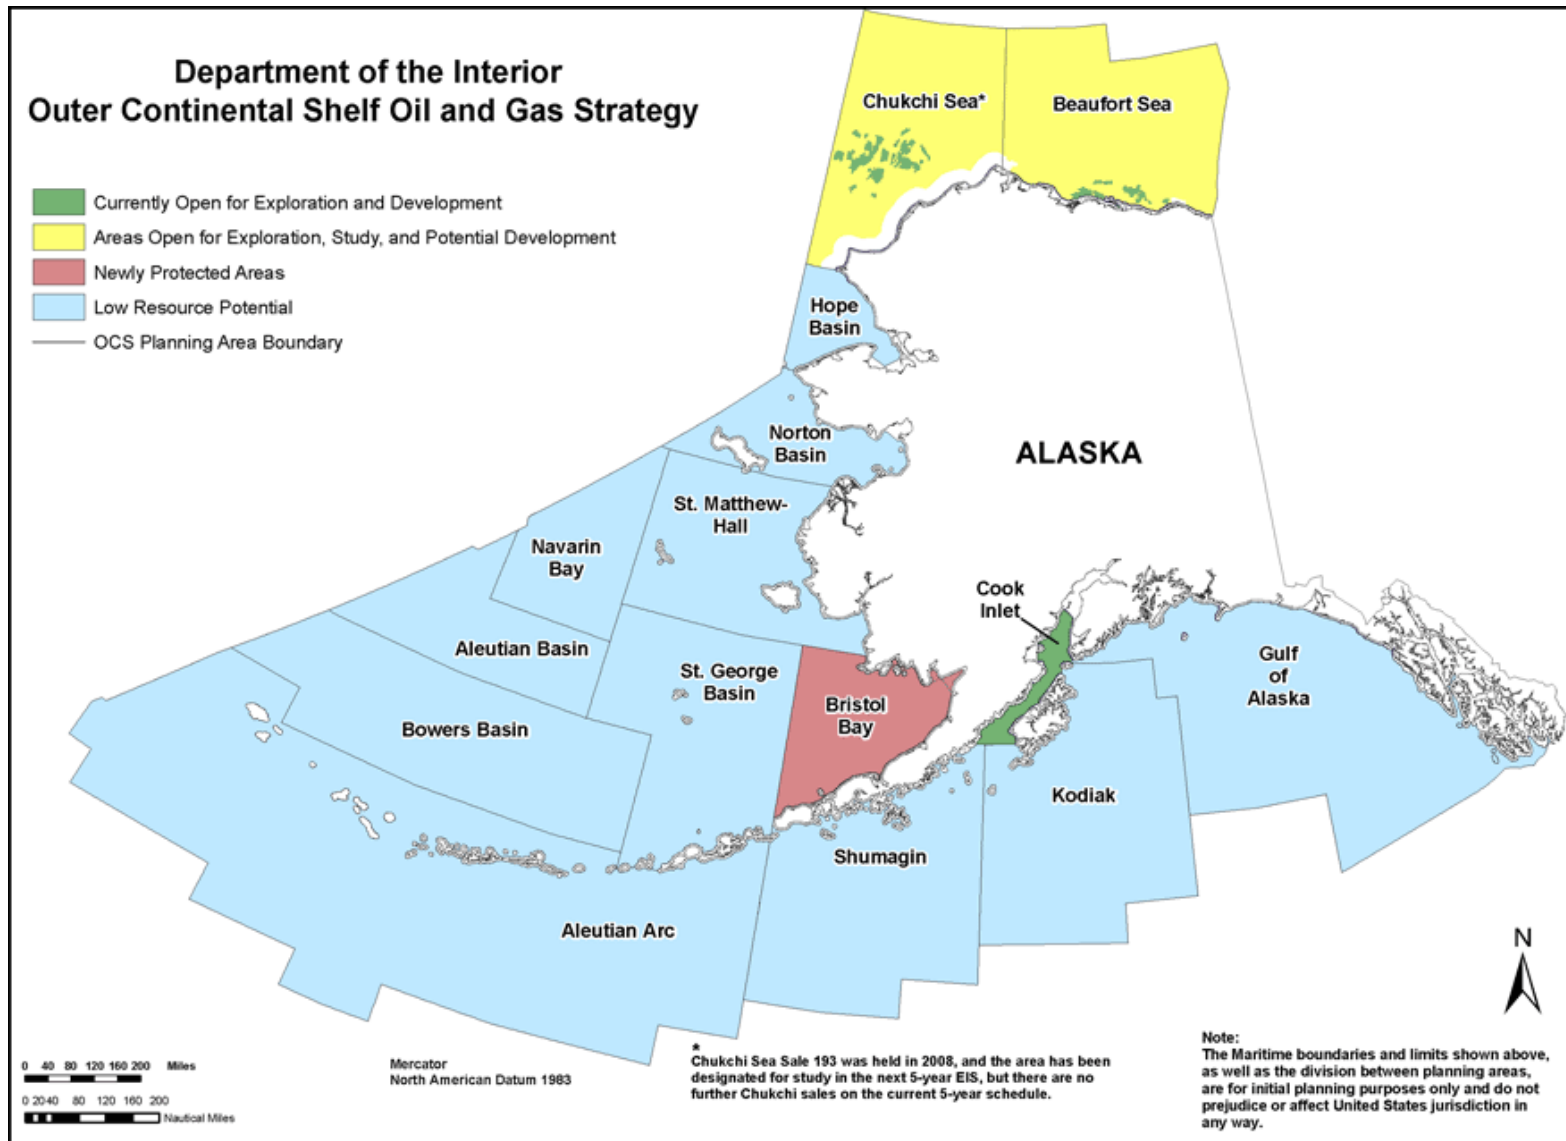 Department of the Interior
Outer Continental Shelf Oil and Gas Strategy
Currently Open for Exploration and Development
Areas Open for Exploration, Study, and Potential Development
Newly Protected Areas
Low Resource Potential
OCS Planning Area Boundary
Chukchi Sea*
Beaufort Sea
Hope
Basin
Norton
Basin
ALASKA
St. Matthew-
Hall
Navarin
Bay
Cook
Inlet
Aleutian Basin
St. George
Basin
Gulf
of
Alaska
Bristol
Bay
Bowers Basin
Kodiak
Shumagin
Aleutian Arc
N
0 40 80 120 160 200 Miles
0 20 40 80 120 160 200 Nautical Miles
Mercator
North American Datum 1983
*
Chukchi Sea Sale 193 was held in 2008, and the area has been
designated for study in the next 5-year EIS, but there are no
further Chukchi sales on the current 5-year schedule.
Note:
The Maritime boundaries and limits shown above,
as well as the division between planning areas,
are for initial planning purposes only and do not
prejudice or affect United States jurisdiction in
any way.